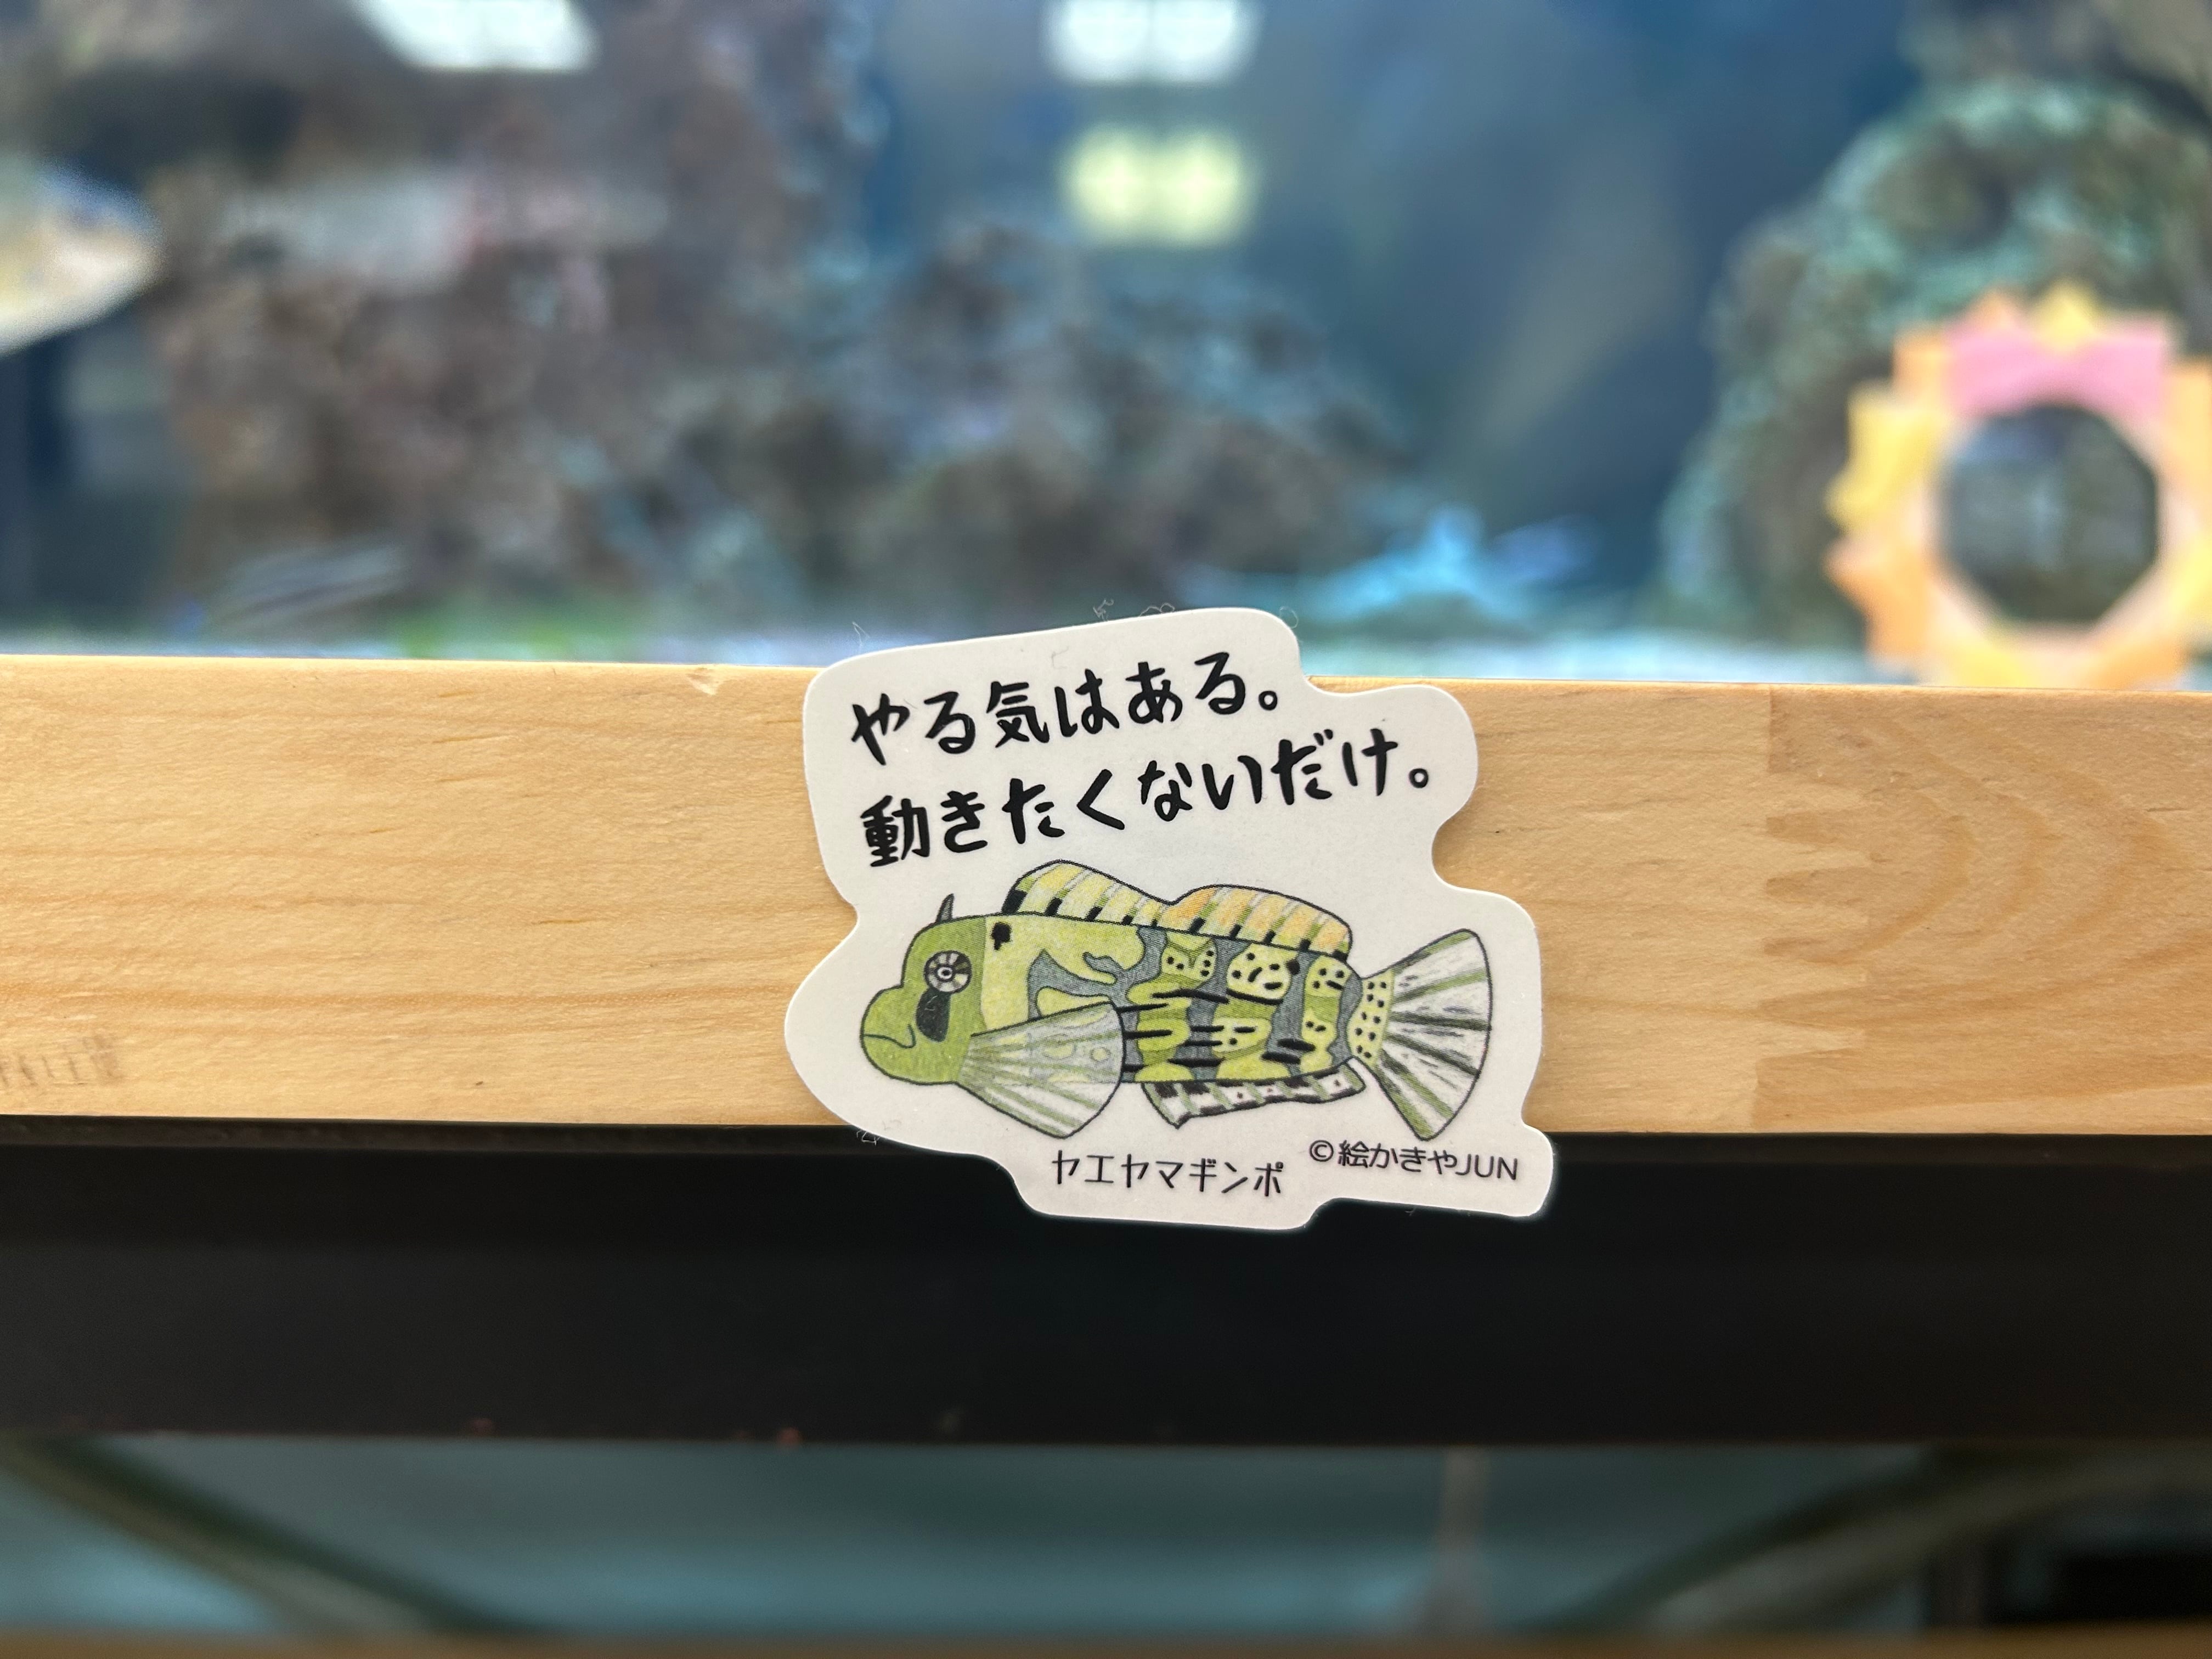 やる気はある。
動きたくないだけ。
ヤエヤマギンポ
©絵かきやJUN